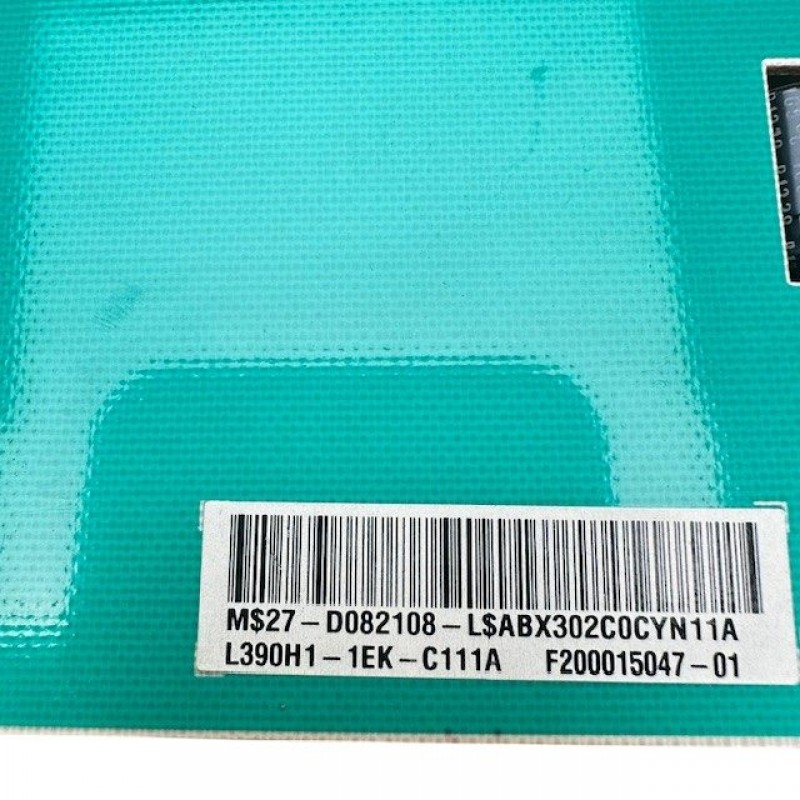 M$27-D082108-L$ABX302C0CYN11A
L390H1-1EK-C111A F200015047-01